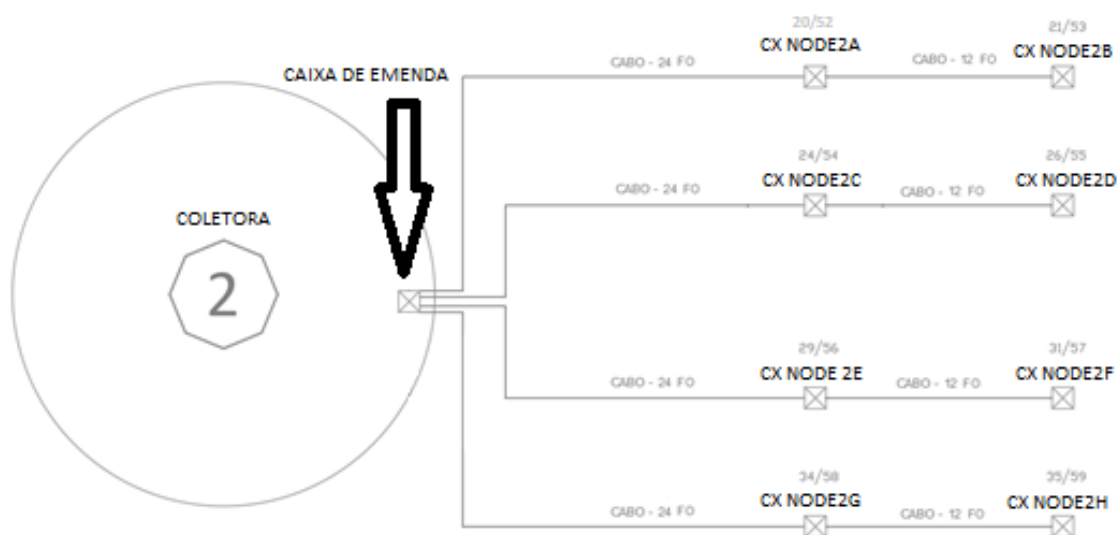 20/52
21/53
CX NODE2A
CX NODE2B
CABO - 24 FO
CABO - 12 FO
CAIXA DE EMENDA
24/54
26/55
CX NODE2C
CX NODE2D
CABO - 24 FO
CABO - 12 FO
COLETORA
2
29/56
31/57
CX NODE 2E
CX NODE2F
CABO - 24 FO
CABO - 12 FO
34/58
35/59
CX NODE2G
CX NODE2H
CABO - 24 FO
CABO - 12 FO